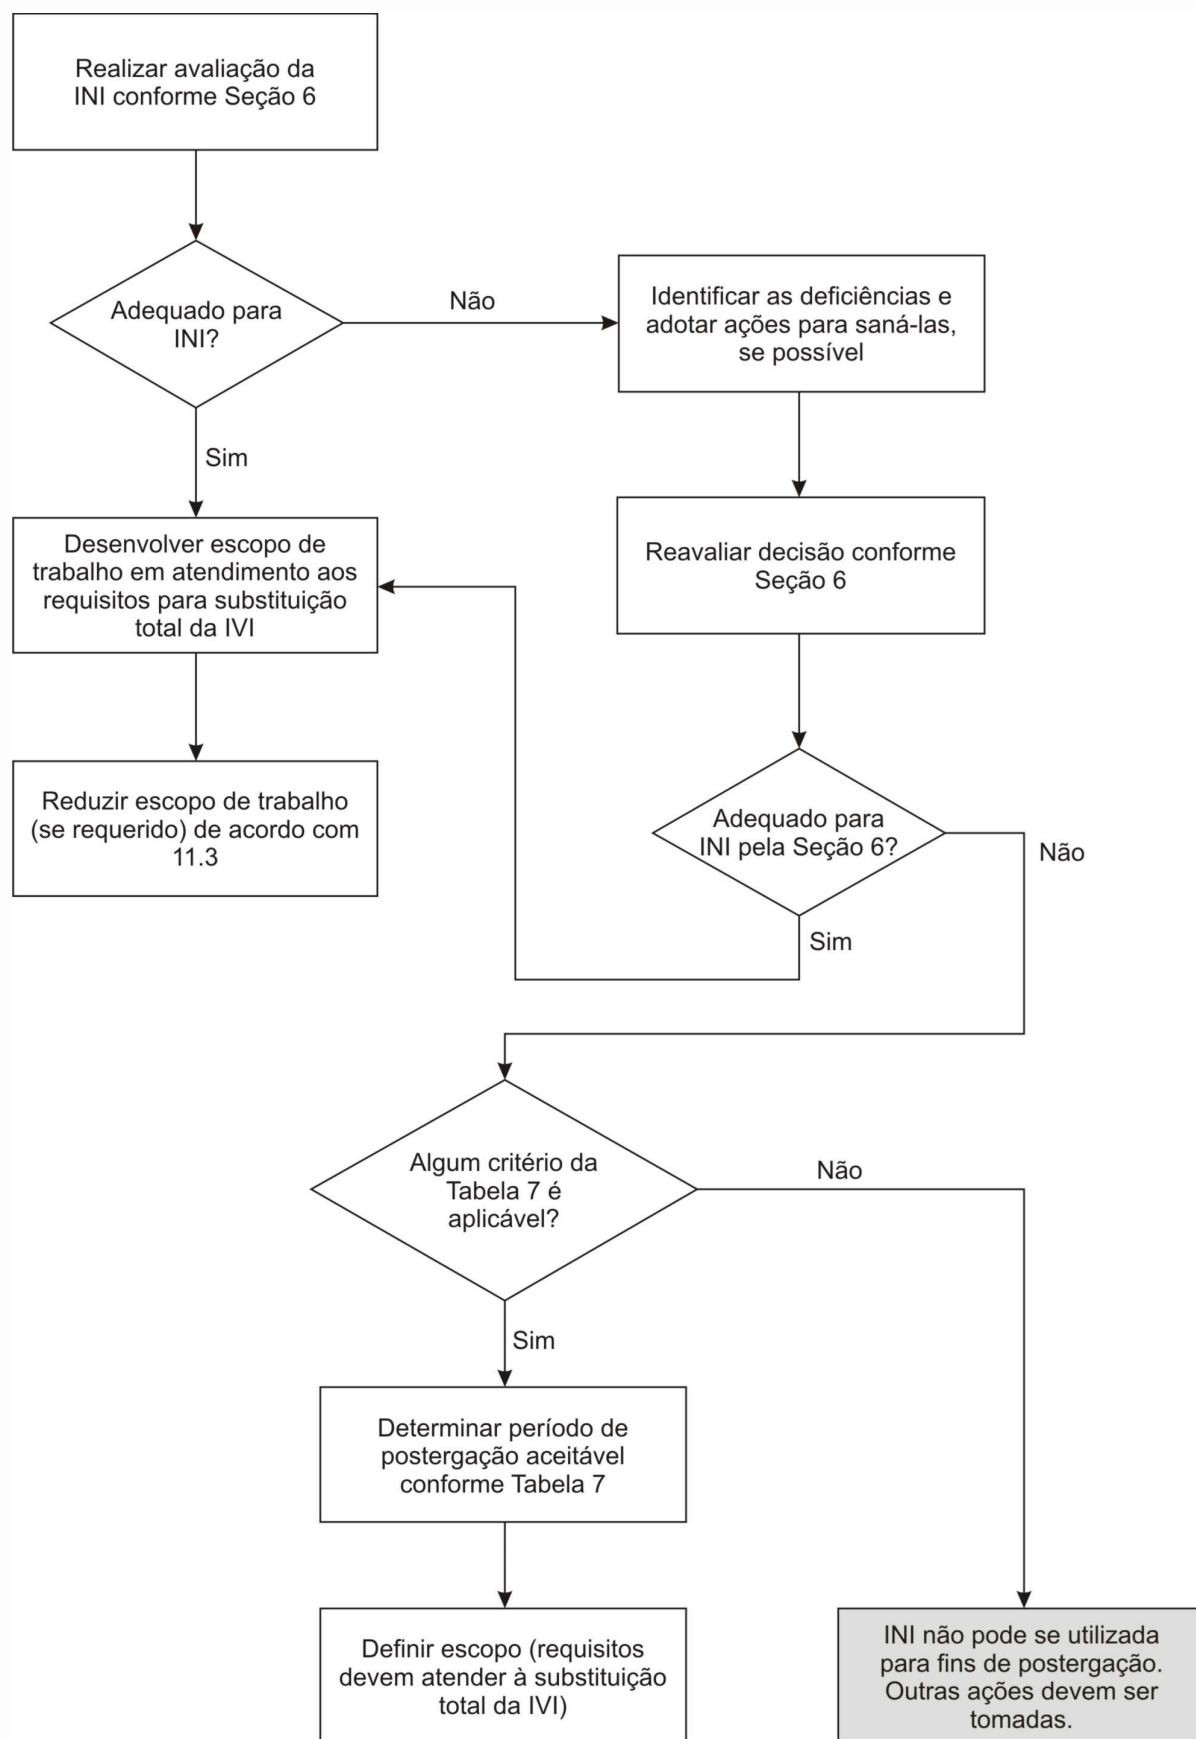 Realizar avaliação da
INI conforme Seção 6
Adequado para
INI?
Não
Identificar as deficiências e
adotar ações para saná-las,
se possível
Sim
Desenvolver escopo de
trabalho em atendimento aos
requisitos para substituição
total da IVI
Reavaliar decisão conforme
Seção 6
Reduzir escopo de trabalho
(se requerido) de acordo com
11.3
Adequado para
INI pela Seção 6?
Não
Sim
Algum critério da
Tabela 7 é
aplicável?
Não
Sim
Determinar período de
postergação aceitável
conforme Tabela 7
Definir escopo (requisitos
devem atender à substituição
total da IVI)
INI não pode se utilizada
para fins de postergação.
Outras ações devem ser
tomadas.